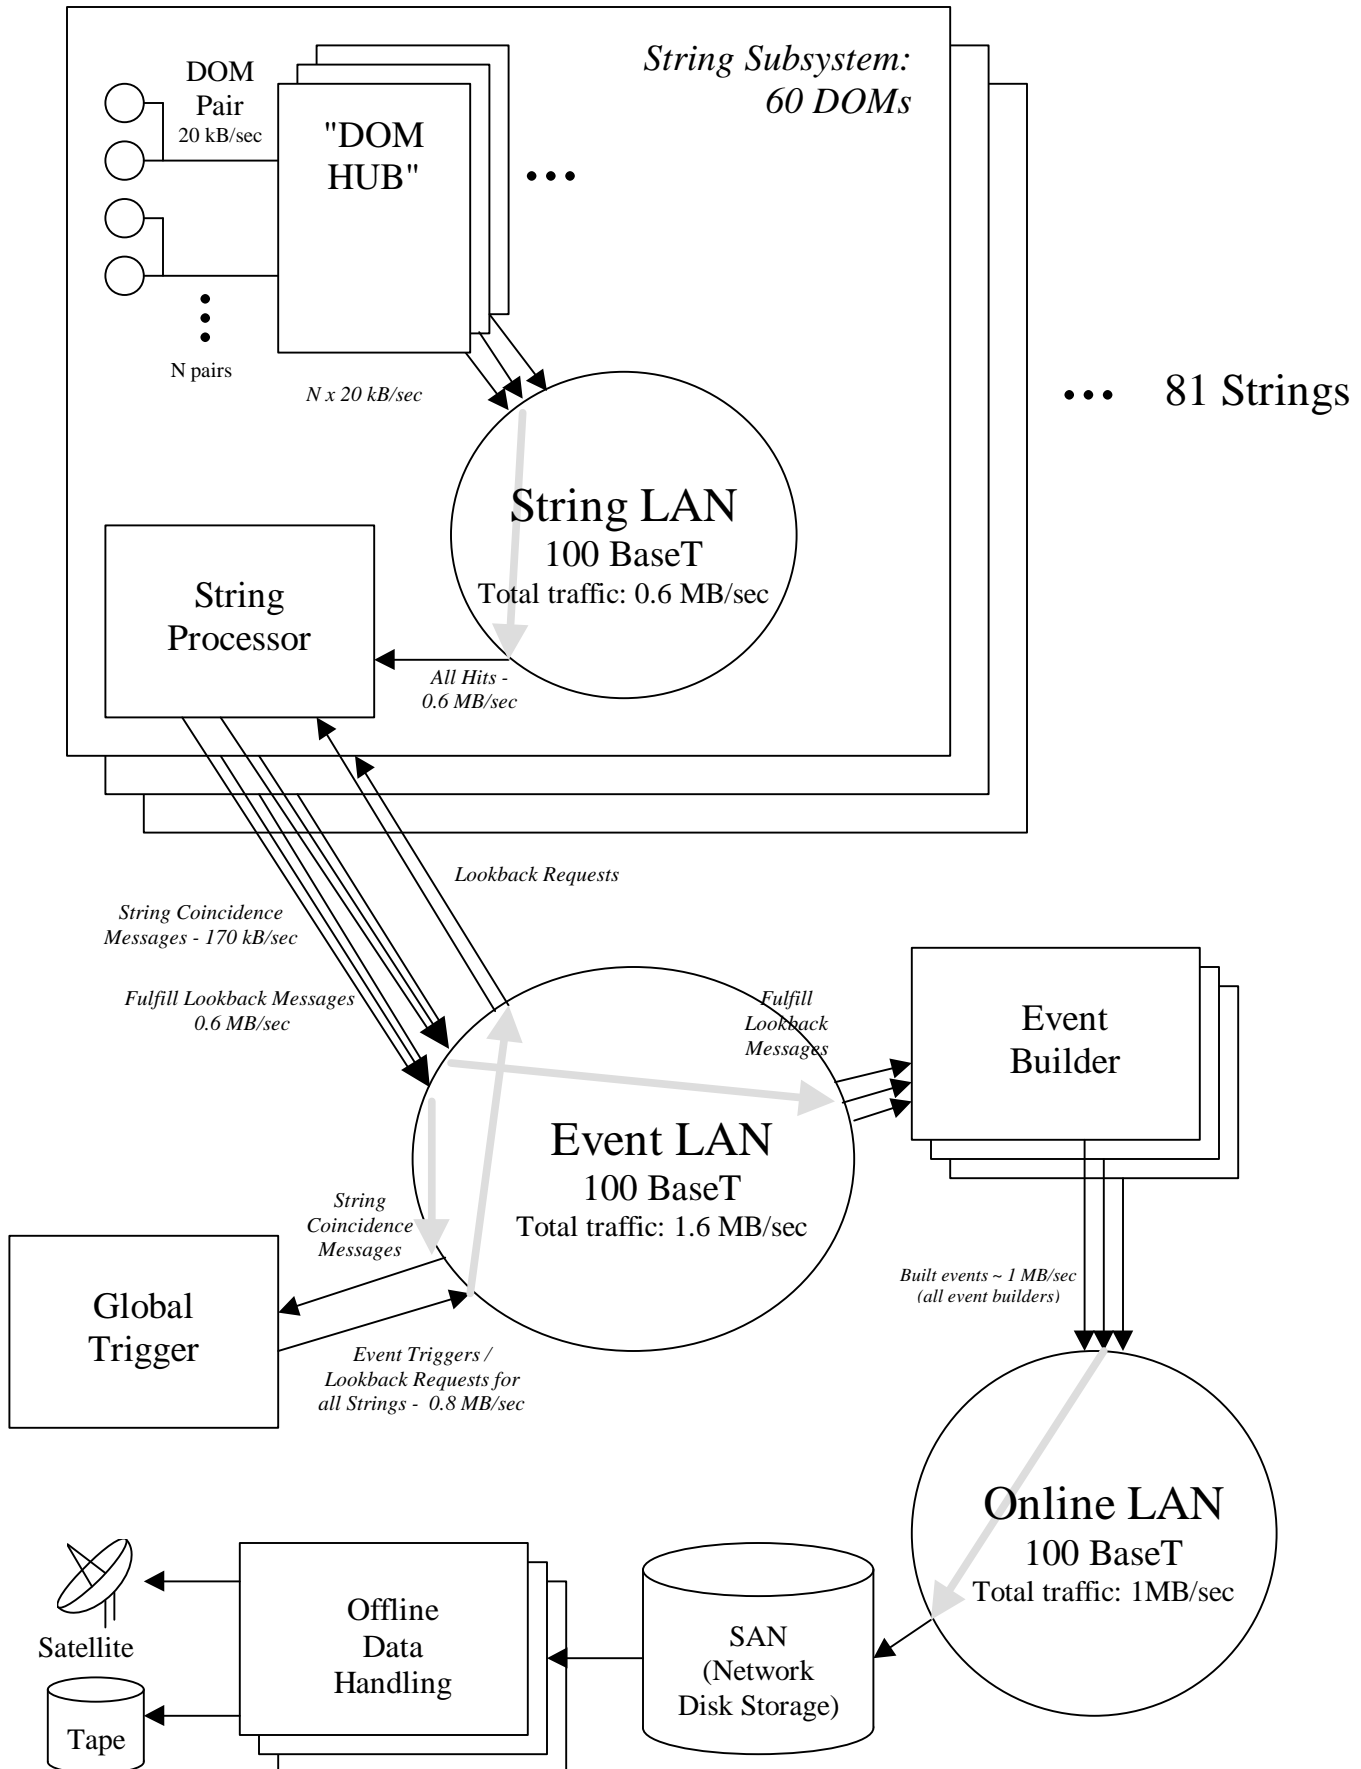 String Subsystem:
60 DOMs
DOM
Pair
20 kB/sec
"DOM
HUB"
N pairs
N x 20 kB/sec
81 Strings
String LAN
100 BaseT
Total traffic: 0.6 MB/sec
String
Processor
All Hits -
0.6 MB/sec
Lookback Requests
String Coincidence
Messages - 170 kB/sec
Fulfill Lookback Messages
0.6 MB/sec
Fulfill
Lookback
Messages
Event
Builder
Event LAN
100 BaseT
Total traffic: 1.6 MB/sec
String
Coincidence
Messages
Global
Trigger
Event Triggers /
Lookback Requests for
all Strings - 0.8 MB/sec
Built events ~ 1 MB/sec
(all event builders)
Online LAN
100 BaseT
Total traffic: 1MB/sec
SAN
(Network
Disk Storage)
Offline
Data
Handling
Satellite
Tape